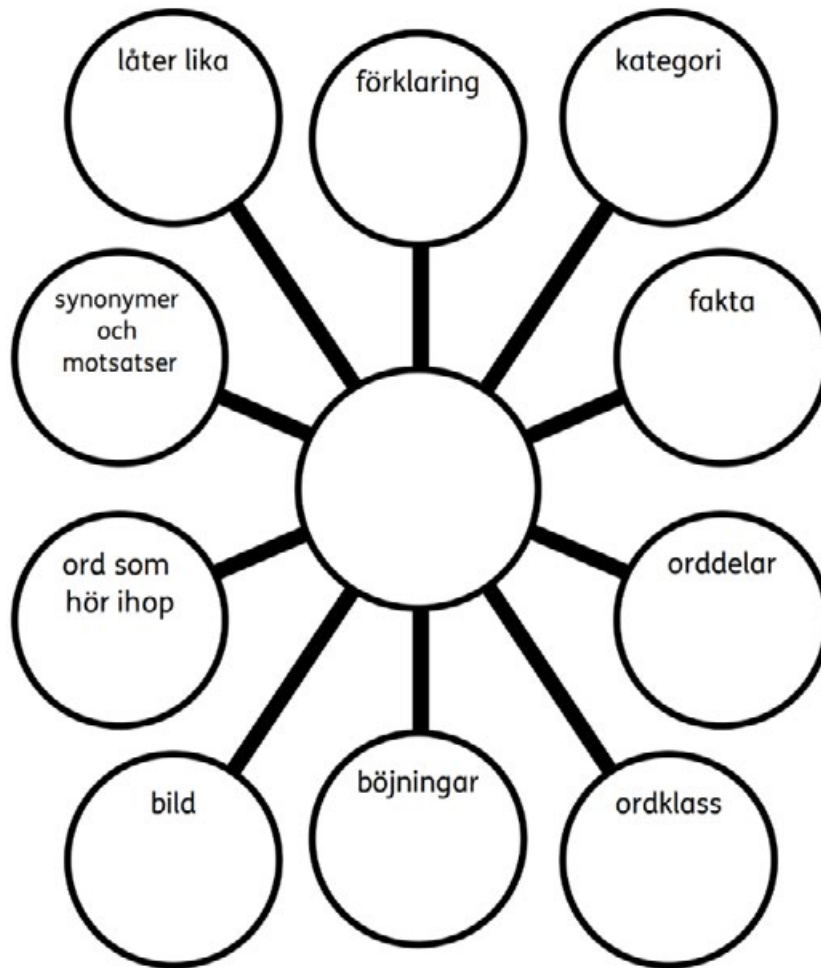 låter lika
förklaring
kategori
synonymer
och
motsatser
fakta
ord som
hör ihop
orddelar
bild
böjningar
ordklass